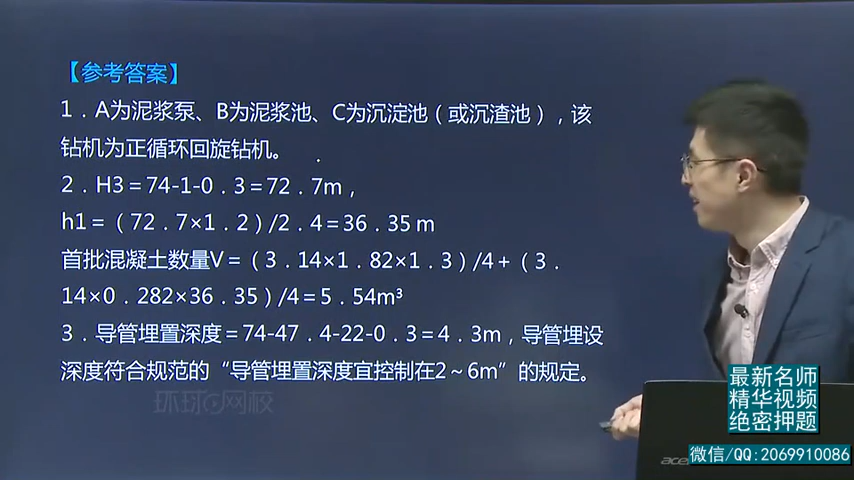 【参考答案】
1．A为泥浆泵、B为泥浆池、C为沉淀池（或沉渣池），该
钻机为正循环回旋钻机。
2．H3＝74-1-0．3＝72．7m，
h1＝（72．7×1．2）/2．4＝36．35 m
首批混凝土数量V＝（3．14×1．82×1．3）/4＋（3．
14×0．282×36．35）/4＝5．54m³
3．导管埋置深度＝74-47．4-22-0．3＝4．3m，导管埋设
深度符合规范的“导管埋置深度宜控制在2～6m”的规定。
环球网校
最新名师
精华视频
绝密押题
acer
微信/QQ:2069910086